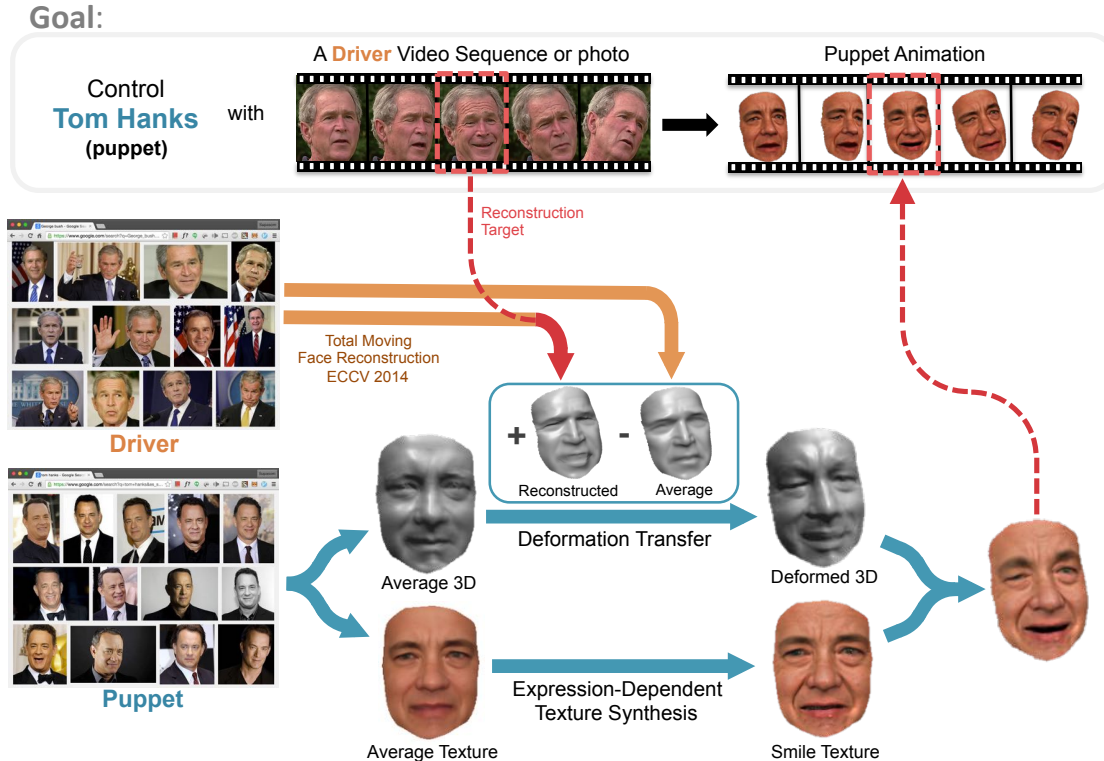 Goal:
A Driver Video Sequence or photo
Puppet Animation
Control
Tom Hanks
(puppet)
with
Reconstruction
Target
Total Moving
Face Reconstruction
ECCV 2014
+
-
Reconstructed
Average
Driver
Deformation Transfer
Average 3D
Deformed 3D
Puppet
Expression-Dependent
Texture Synthesis
Average Texture
Smile Texture